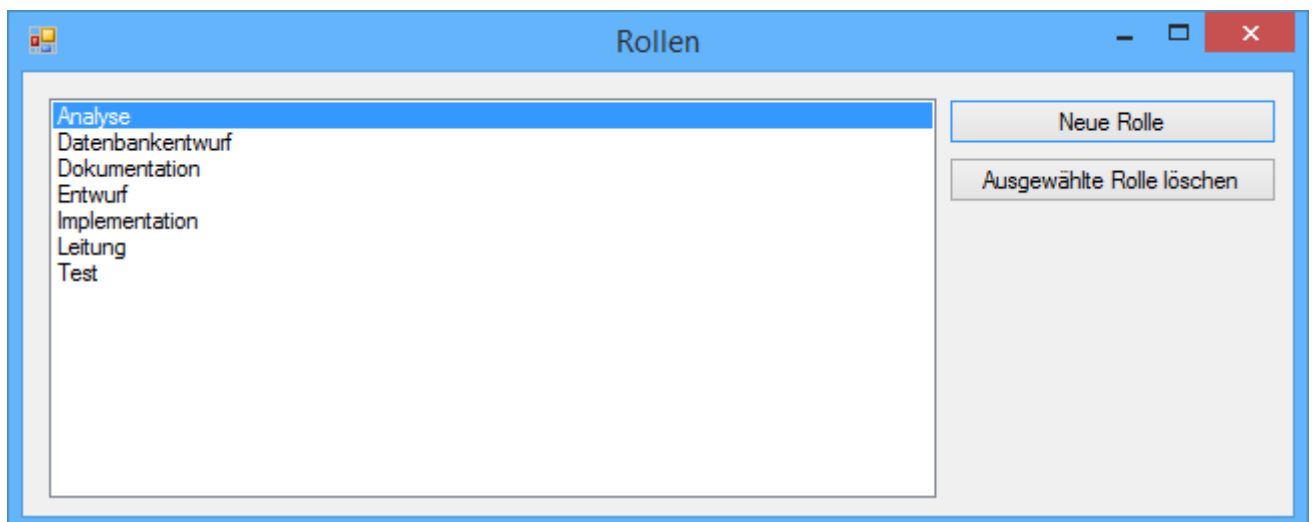 Rollen
Analyse
Datenbankentwurf
Dokumentation
Entwurf
Implementation
Leitung
Test
Neue Rolle
Ausgewählte Rolle löschen